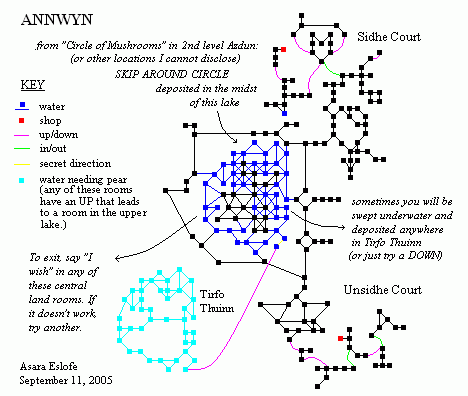 ANNWYN
from "Circle of Mushrooms" in 2nd level Azdun:
(or other locations I cannot disclose)
SKIP AROUND CIRCLE
deposited in the midst
of this lake
Sidhe Court
KEY
water
shop
up/down
in/out
secret direction
water needing pear
(any of these rooms
have an UP that leads
to a room in the upper
lake.)
sometimes you will be
swept underwater and
deposited anywhere
in Tirfo Thuinn
(or just try a DOWN)
To exit, say "I
wish" in any of
these central
land rooms. If
it doesn't work,
try another.
Tirfo
Thuinn
Unsidhe Court
Asara Eslofe
September 11, 2005